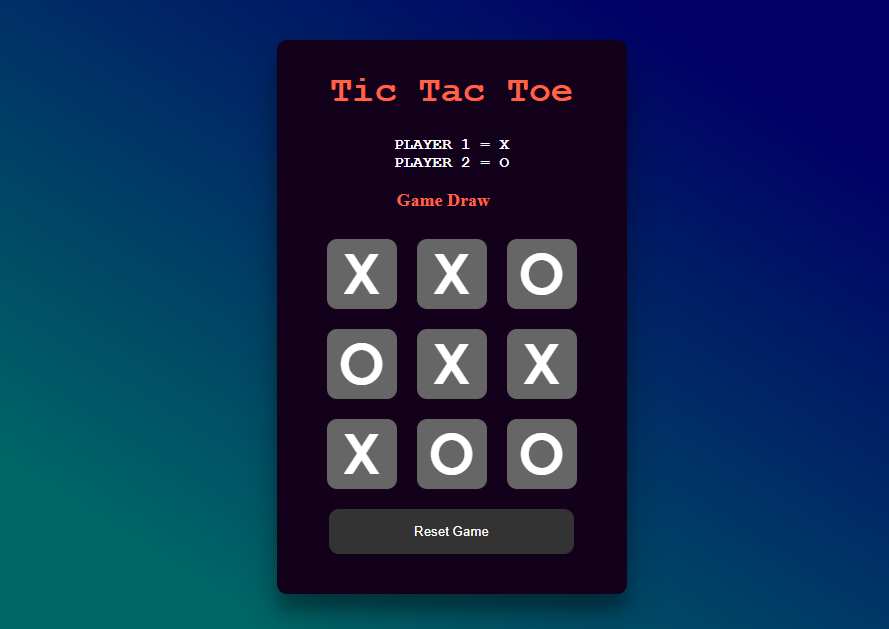 Tic Tac Toe
PLAYER 1 = X
PLAYER 2 = O
Game Draw
X X O
O X X
X O O
Reset Game